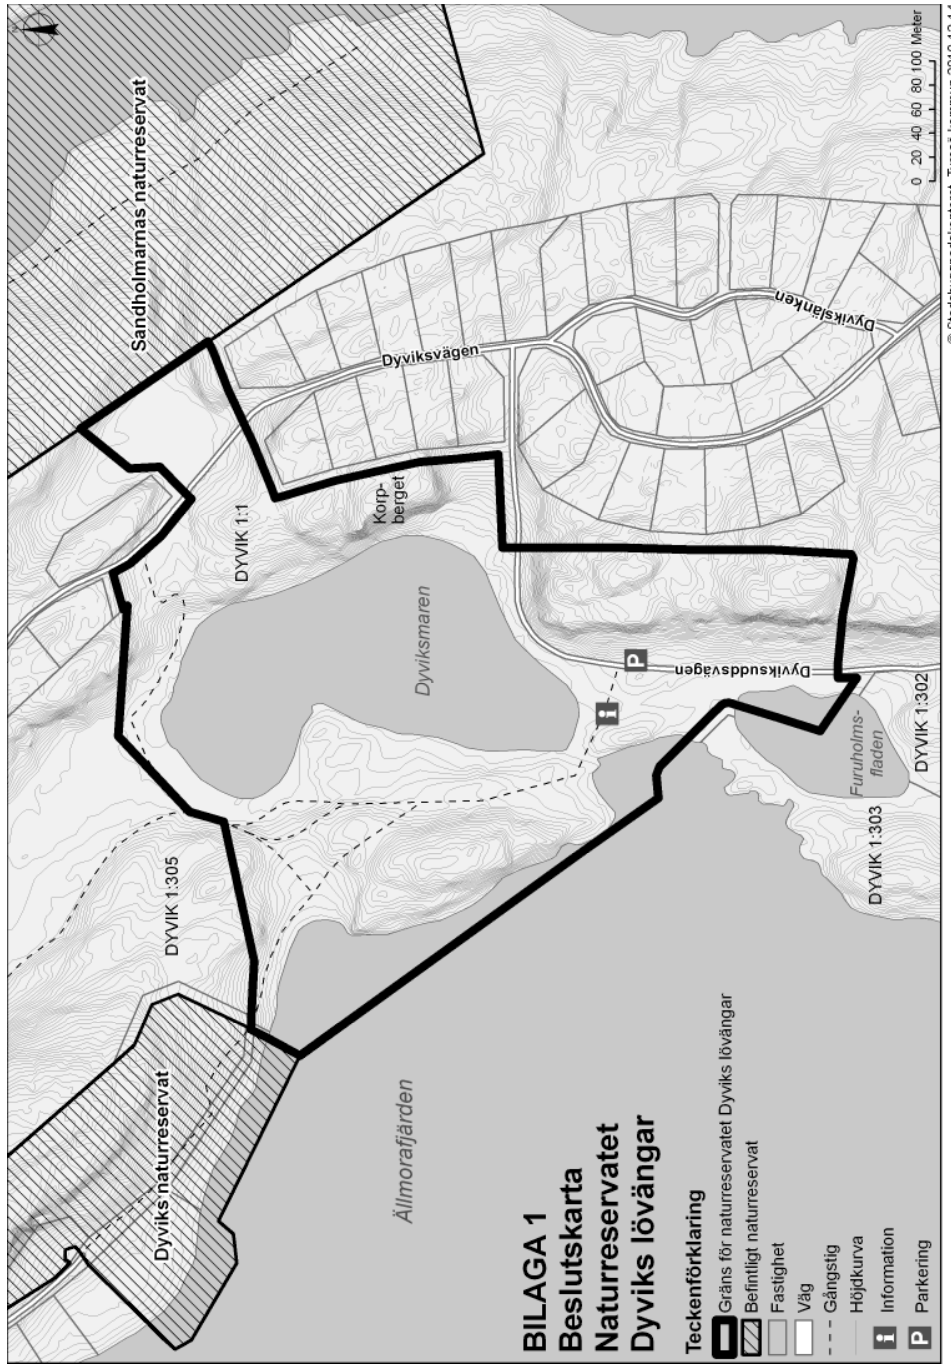 Sandholmarnas naturreservat
Dyviksvägen
Dyvikslänken
DYVIK 1:1
Korp-
berget
Dyviksmaren
Dyviksuddsvägen
P
i
Furuholms-
fladen
DYVIK 1:302
DYVIK 1:303
DYVIK 1:305
Dyviks naturreservat
Ällmorafjärden
BILAGA 1
Beslutskarta
Naturreservatet
Dyviks lövängar
Teckenförklaring
Gräns för naturreservatet Dyviks lövängar
Befintligt naturreservat
Fastighet
Väg
Gångstig
Höjdkurva
i Information
P Parkering
0 20 40 60 80 100 Meter